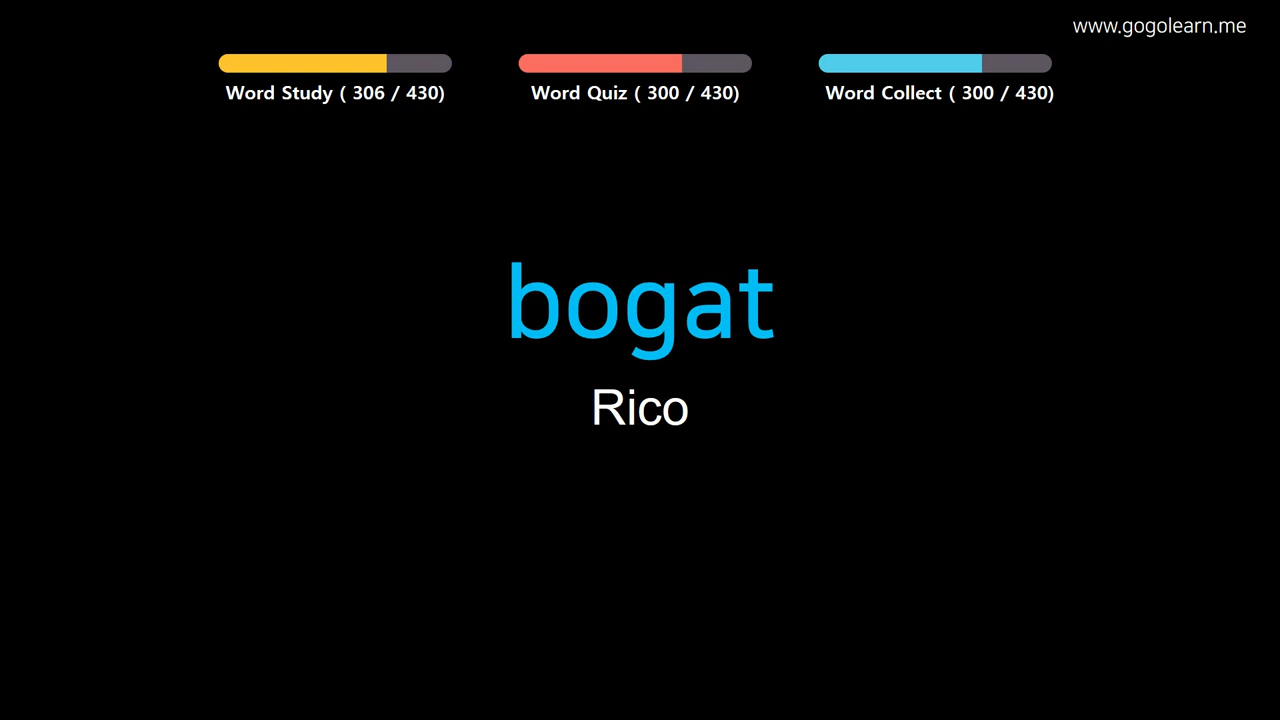 www.gogolearn.me
Word Study ( 306 / 430)
Word Quiz ( 300 / 430)
Word Collect ( 300 / 430)
bogat
Rico